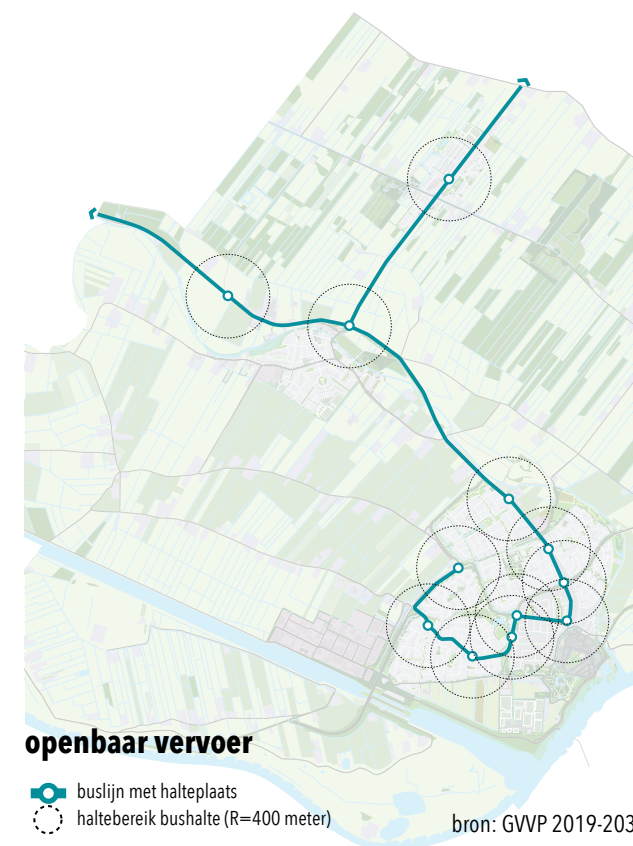 openbaar vervoer
buslijn met halteplaats
haltebereik bushalte (R=400 meter)
bron: GVVP 2019-203